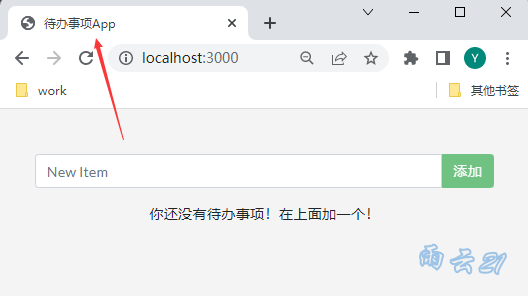 待办事项App
localhost:3000
Y
work
其他书签
New Item
添加
你还没有待办事项！在上面加一个！
雨云21